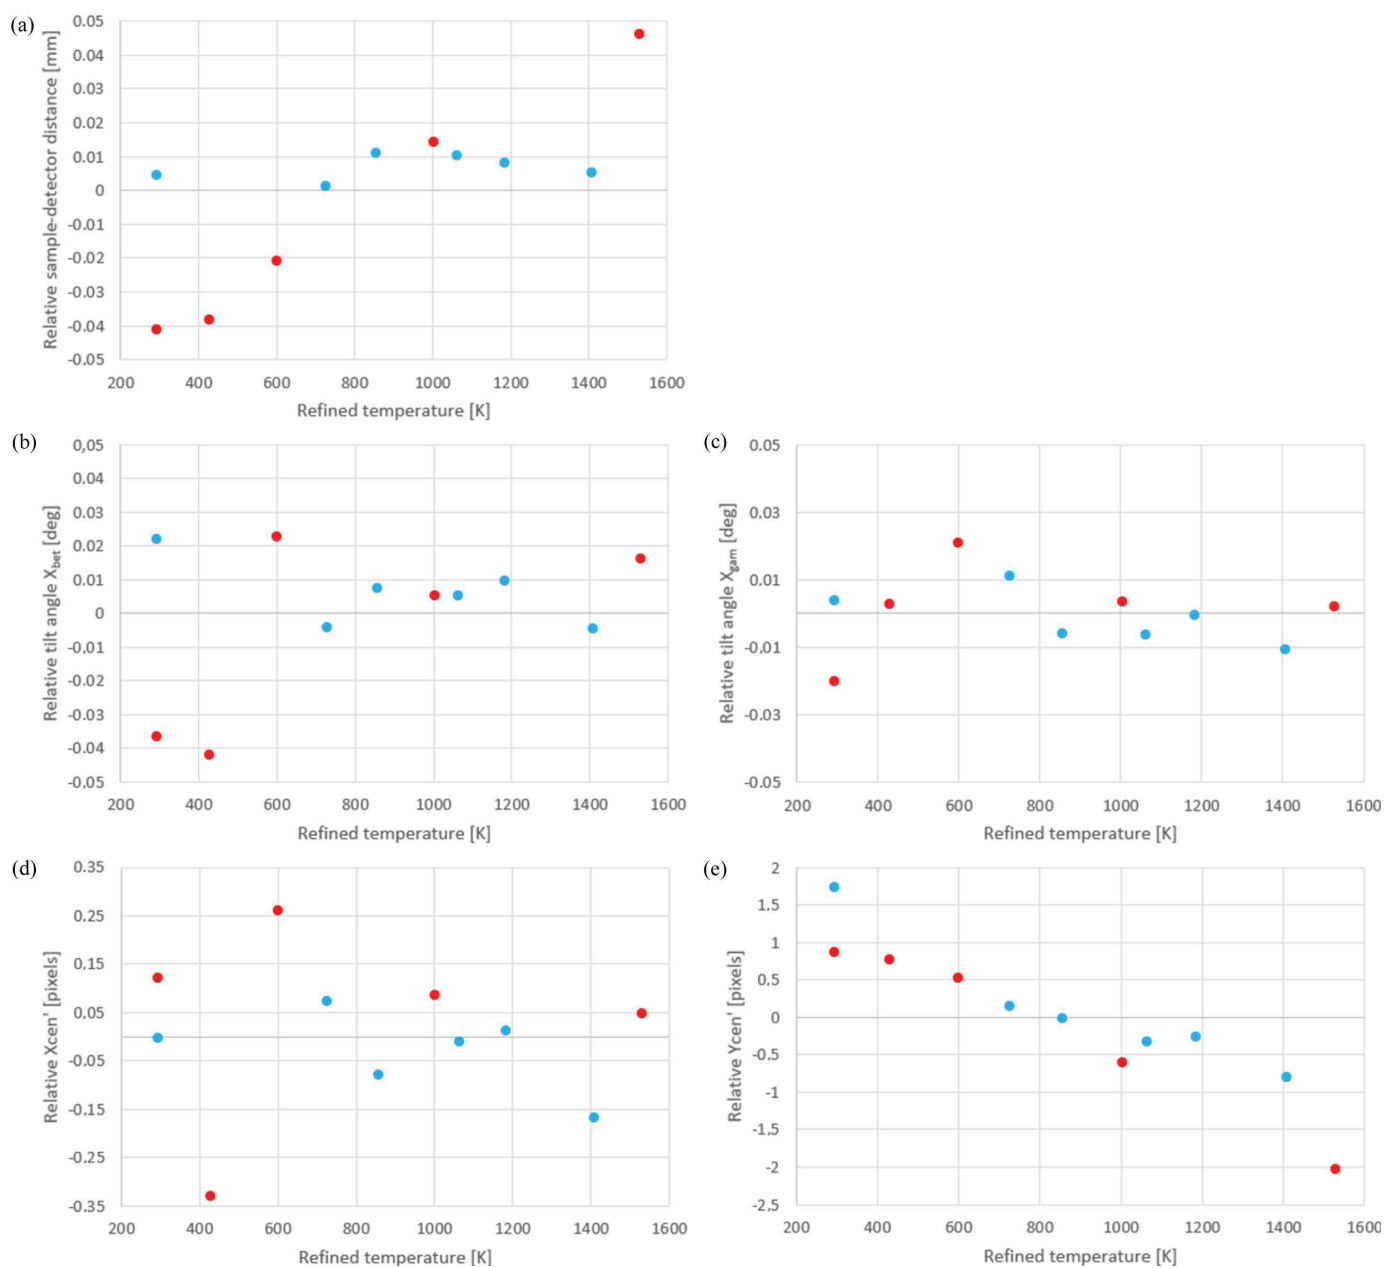 (a)
Relative sample-detector distance [mm]
0.05
0.04
0.03
0.02
0.01
0
-0.01
-0.02
-0.03
-0.04
-0.05
200 400 600 800 1000 1200 1400 1600
Refined temperature [K]
(b)
Relative tilt angle Xbet [deg]
0,05
0.04
0.03
0.02
0.01
0
-0.01
-0.02
-0.03
-0.04
-0.05
200 400 600 800 1000 1200 1400 1600
Refined temperature [K]
(c)
Relative tilt angle Xgam [deg]
0.05
0.03
0.01
-0.01
-0.03
-0.05
200 400 600 800 1000 1200 1400 1600
Refined temperature [K]
(d)
Relative Xcen' [pixels]
0.35
0.25
0.15
0.05
-0.05
-0.15
-0.25
-0.35
200 400 600 800 1000 1200 1400 1600
Refined temperature [K]
(e)
Relative Ycen' [pixels]
2
1.5
1
0.5
0
-0.5
-1
-1.5
-2
-2.5
200 400 600 800 1000 1200 1400 1600
Refined temperature [K]